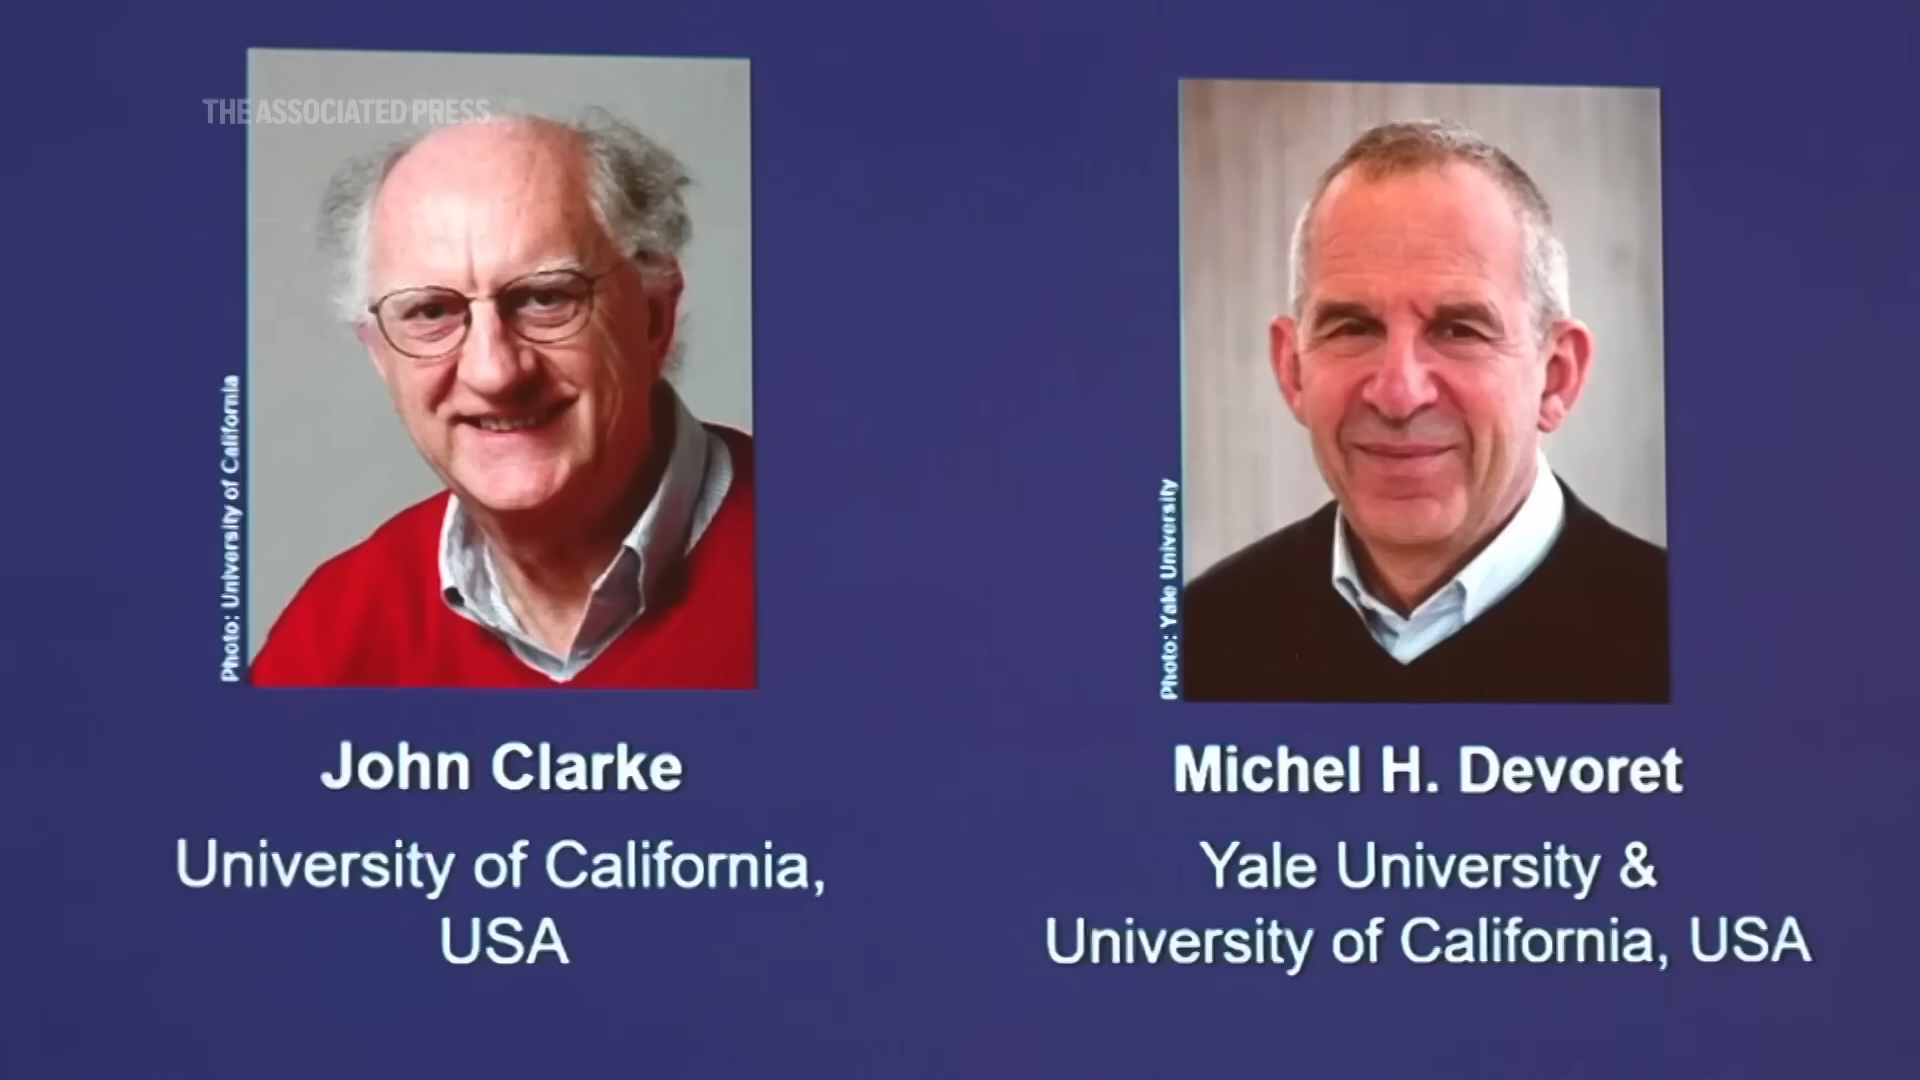 THE ASSOCIATED PRESS
Photo: University of California
John Clarke
University of California,
USA
Photo: Yale University
Michel H. Devoret
Yale University &
University of California, USA